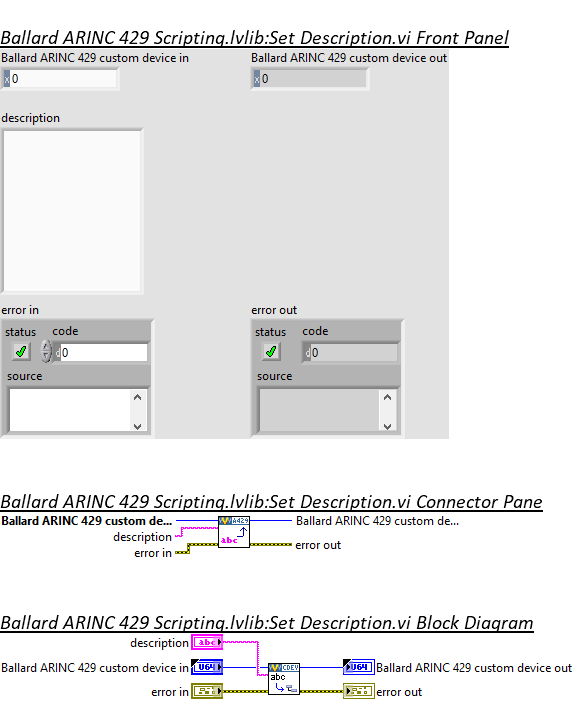 Ballard ARINC 429 Scripting.lvlib:Set Description.vi Front Panel
Ballard ARINC 429 custom device in
Ballard ARINC 429 custom device out
x 0
x 0
description
error in
error out
status code
status code
d 0
d 0
source
source
Ballard ARINC 429 Scripting.lvlib:Set Description.vi Connector Pane
Ballard ARINC 429 custom de...
A429
Ballard ARINC 429 custom de...
description
abc
error in
error out
Ballard ARINC 429 Scripting.lvlib:Set Description.vi Block Diagram
description
abc
Ballard ARINC 429 custom device in
U64
CDEV
abc
U64
Ballard ARINC 429 custom device out
error in
error out